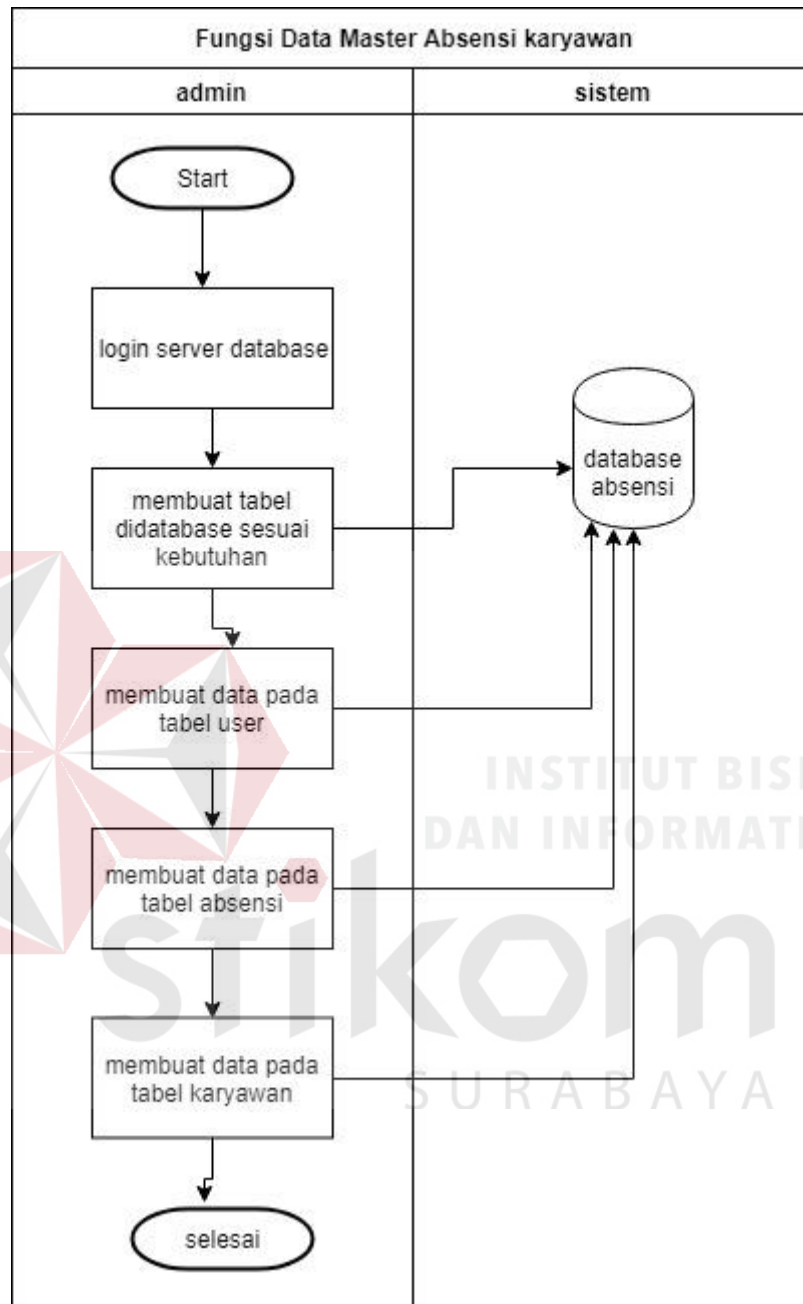 Fungsi Data Master Absensi karyawan
admin
sistem
Start
login server database
membuat tabel
didatabase sesuai
kebutuhan
database
absensi
membuat data pada
tabel user
membuat data pada
tabel absensi
membuat data pada
tabel karyawan
selesai
INSTITUT
DAN
stikom
SURABAYA